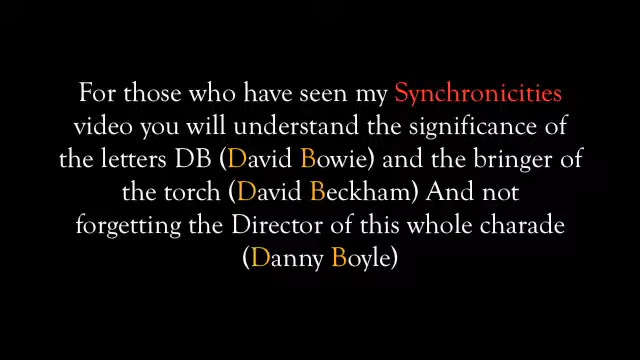 For those who have seen my Synchronicities
video you will understand the significance of
the letters DB (David Bowie) and the bringer of
the torch (David Beckham) And not
forgetting the Director of this whole charade
(Danny Boyle)